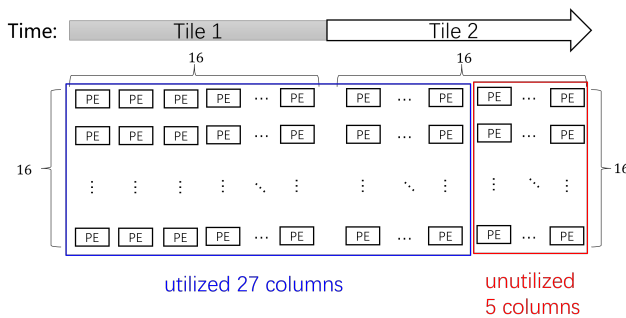 Time: Tile 1 Tile 2
16 16
PE PE PE PE ... PE PE ... PE PE ... PE
PE PE PE PE ... PE PE ... PE PE ... PE
16 16
PE PE PE PE ... PE PE ... PE PE ... PE
utilized 27 columns
unutilized
5 columns